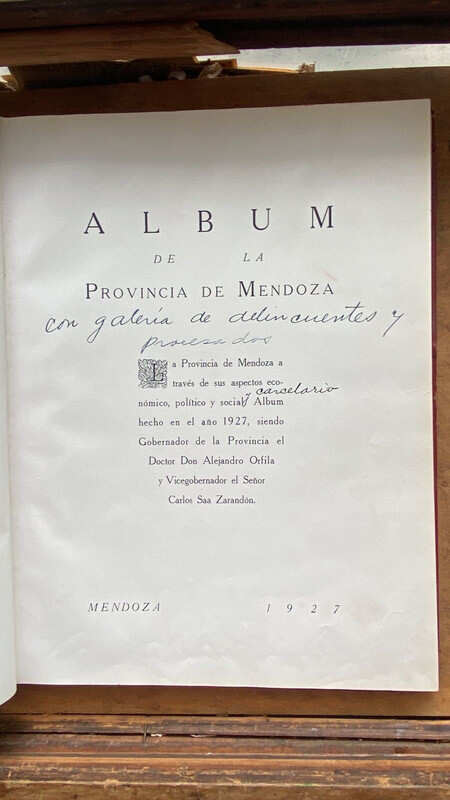 ALBUM
DE LA
PROVINCIA DE MENDOZA
con galería de delincuentes y
procesados
La Provincia de Mendoza a
través de sus aspectos eco-
nómico, político y social y carcelario Album
hecho en el año 1927, siendo
Gobernador de la Provincia el
Doctor Don Alejandro Orfila
y Vicegobernador el Señor
Carlos Saa Zarandón.
MENDOZA 1927